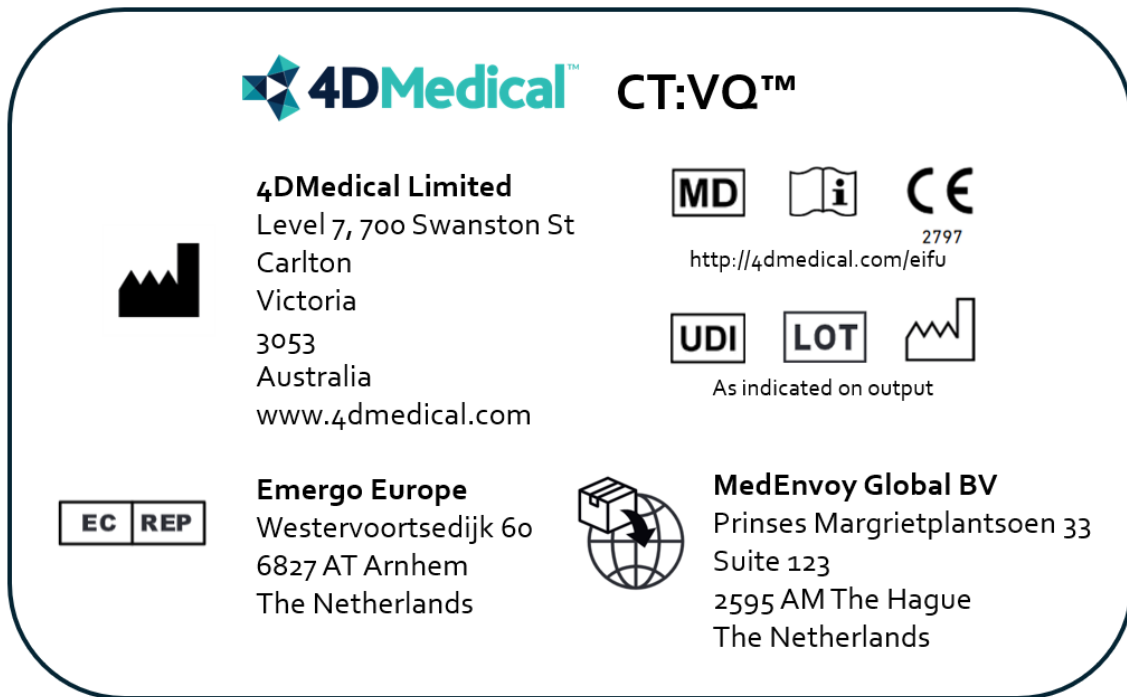 4DMedical™ CT:VQ™
4DMedical Limited
Level 7, 700 Swanston St
Carlton
Victoria
3053
Australia
www.4dmedical.com
MD i CE
2797
http://4dmedical.com/eifu
UDI LOT
As indicated on output
EC REP
Emergo Europe
Westervoortsedijk 60
6827 AT Arnhem
The Netherlands
MedEnvoy Global BV
Prinses Margrietplantsoen 33
Suite 123
2595 AM The Hague
The Netherlands